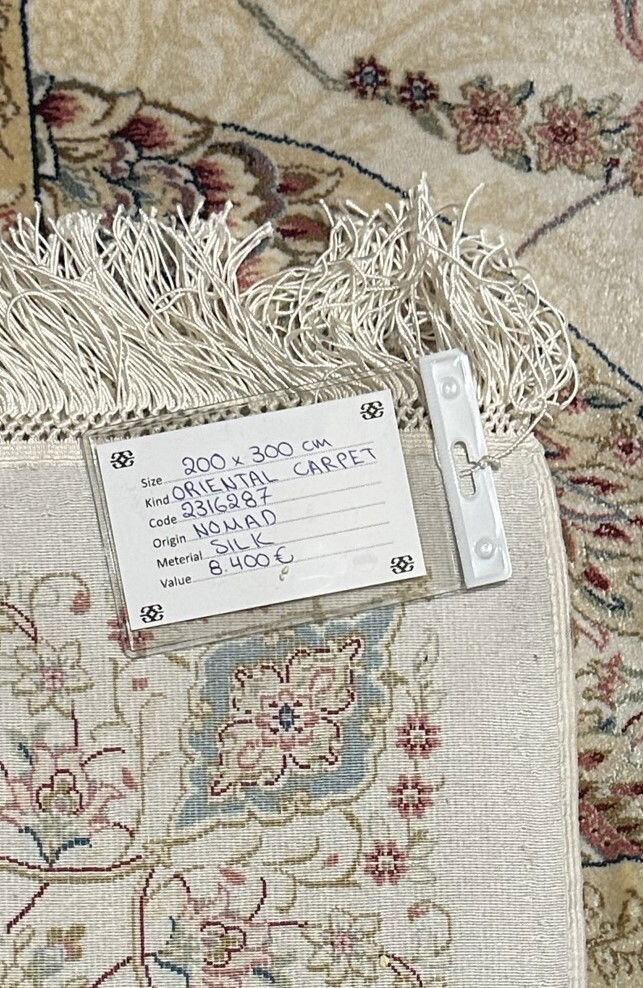 Size 200 x 300 cm
Kind ORIENTAL CARPET
Code 2316287
Origin NOMAD
Meterial SILK
Value 8.400 €